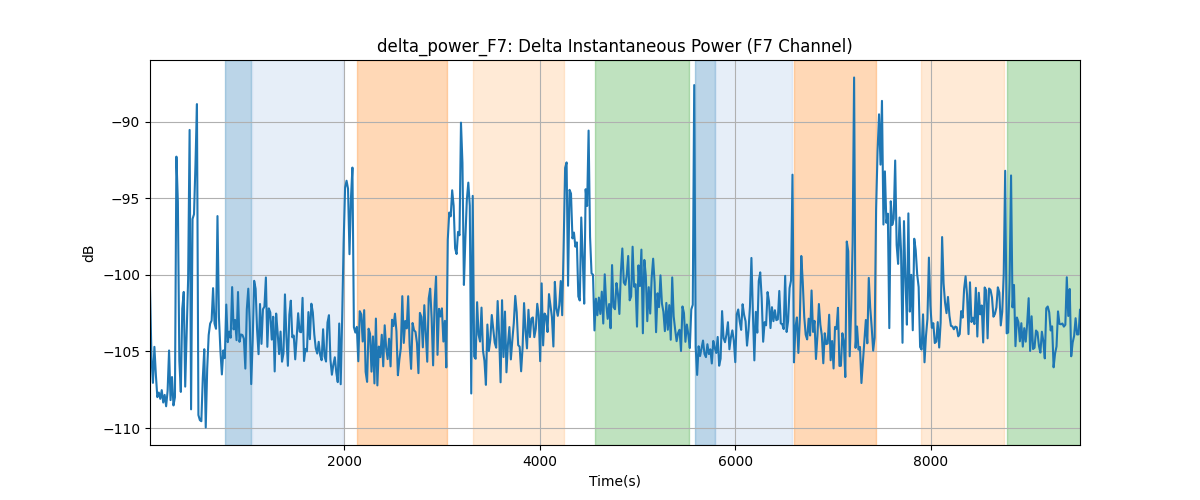 delta_power_F7: Delta Instantaneous Power (F7 Channel)
−90
−95
−100
−105
−110
dB
2000 4000 6000 8000
Time(s)